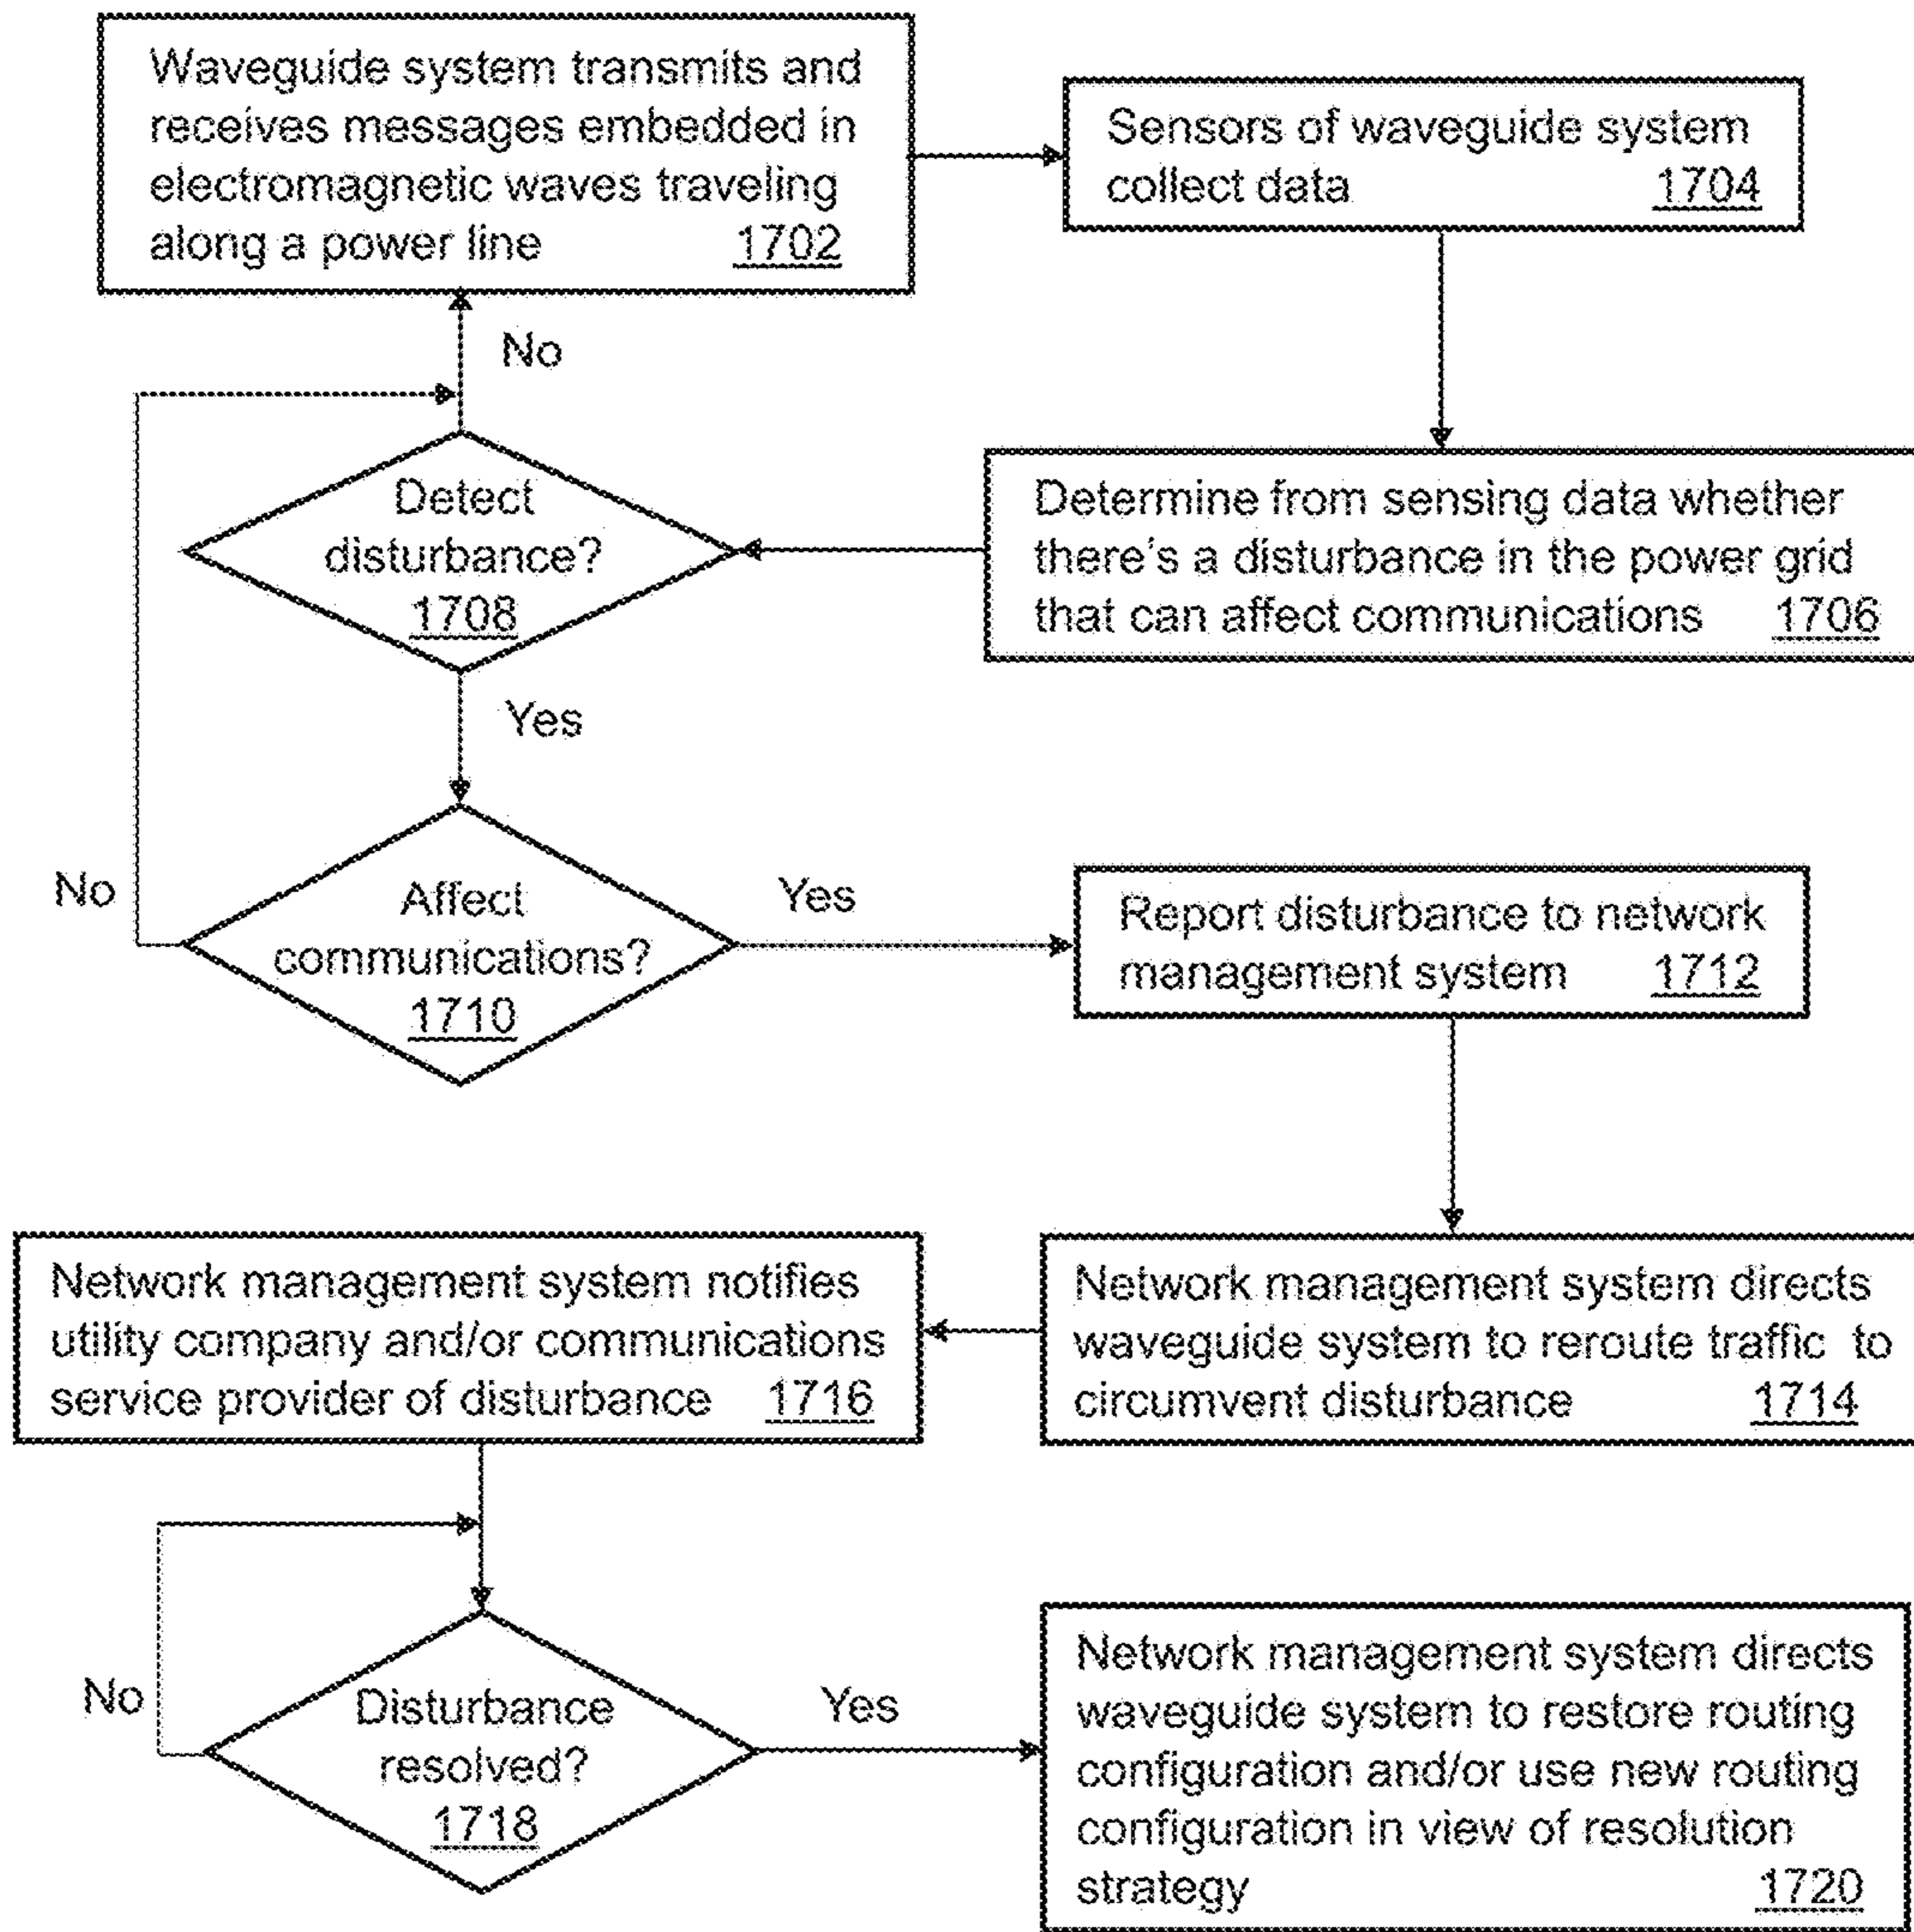 Waveguide system transmits and
receives messages embedded in
electromagnetic waves traveling
along a power line 1702
Sensors of waveguide system
collect data 1704
Determine from sensing data whether
there's a disturbance in the power grid
that can affect communications 1706
No
Detect
disturbance?
1708
Yes
Affect
communications?
1710
No
Yes
Report disturbance to network
management system 1712
Network management system directs
waveguide system to reroute traffic to
circumvent disturbance 1714
Network management system notifies
utility company and/or communications
service provider of disturbance 1716
Disturbance
resolved?
1718
No
Yes
Network management system directs
waveguide system to restore routing
configuration and/or use new routing
configuration in view of resolution
strategy 1720